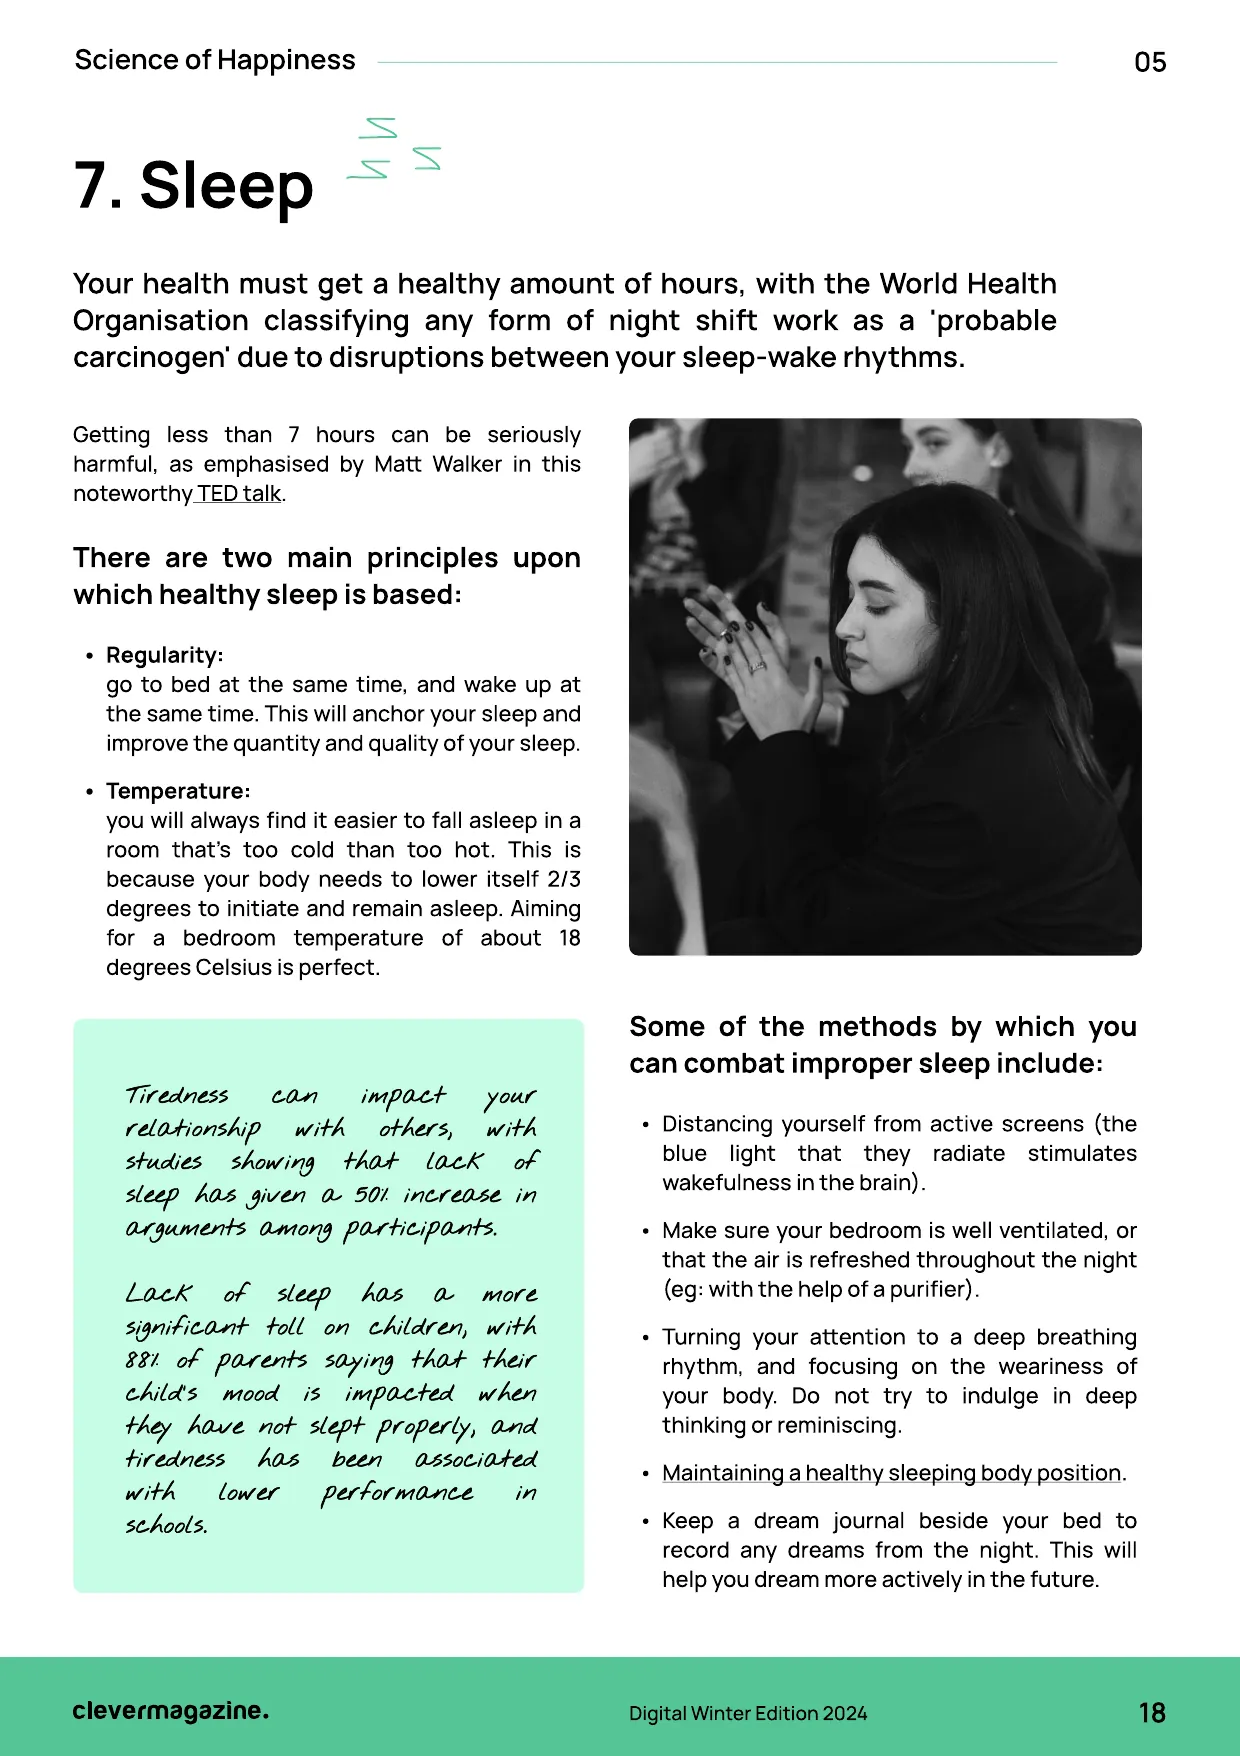 Science of Happiness
05
7. Sleep
Your health must get a healthy amount of hours, with the World Health
Organisation classifying any form of night shift work as a 'probable
carcinogen' due to disruptions between your sleep-wake rhythms.
Getting less than 7 hours can be seriously
harmful, as emphasised by Matt Walker in this
noteworthy TED talk.
There are two main principles upon
which healthy sleep is based:
• Regularity:
go to bed at the same time, and wake up at
the same time. This will anchor your sleep and
improve the quantity and quality of your sleep.
• Temperature:
you will always find it easier to fall asleep in a
room that's too cold than too hot. This is
because your body needs to lower itself 2/3
degrees to initiate and remain asleep. Aiming
for a bedroom temperature of about 18
degrees Celsius is perfect.
Tiredness can impact your
relationship with others, with
studies showing that lack of
sleep has given a 50% increase in
arguments among participants.
Lack of sleep has a more
significant toll on children, with
88% of parents saying that their
child's mood is impacted when
they have not slept properly, and
tiredness has been associated
with lower performance in
schools.
Some of the methods by which you
can combat improper sleep include:
• Distancing yourself from active screens (the
blue light that they radiate stimulates
wakefulness in the brain).
• Make sure your bedroom is well ventilated, or
that the air is refreshed throughout the night
(eg: with the help of a purifier).
• Turning your attention to a deep breathing
rhythm, and focusing on the weariness of
your body. Do not try to indulge in deep
thinking or reminiscing.
• Maintaining a healthy sleeping body position.
• Keep a dream journal beside your bed to
record any dreams from the night. This will
help you dream more actively in the future.
clevermagazine.
Digital Winter Edition 2024
18